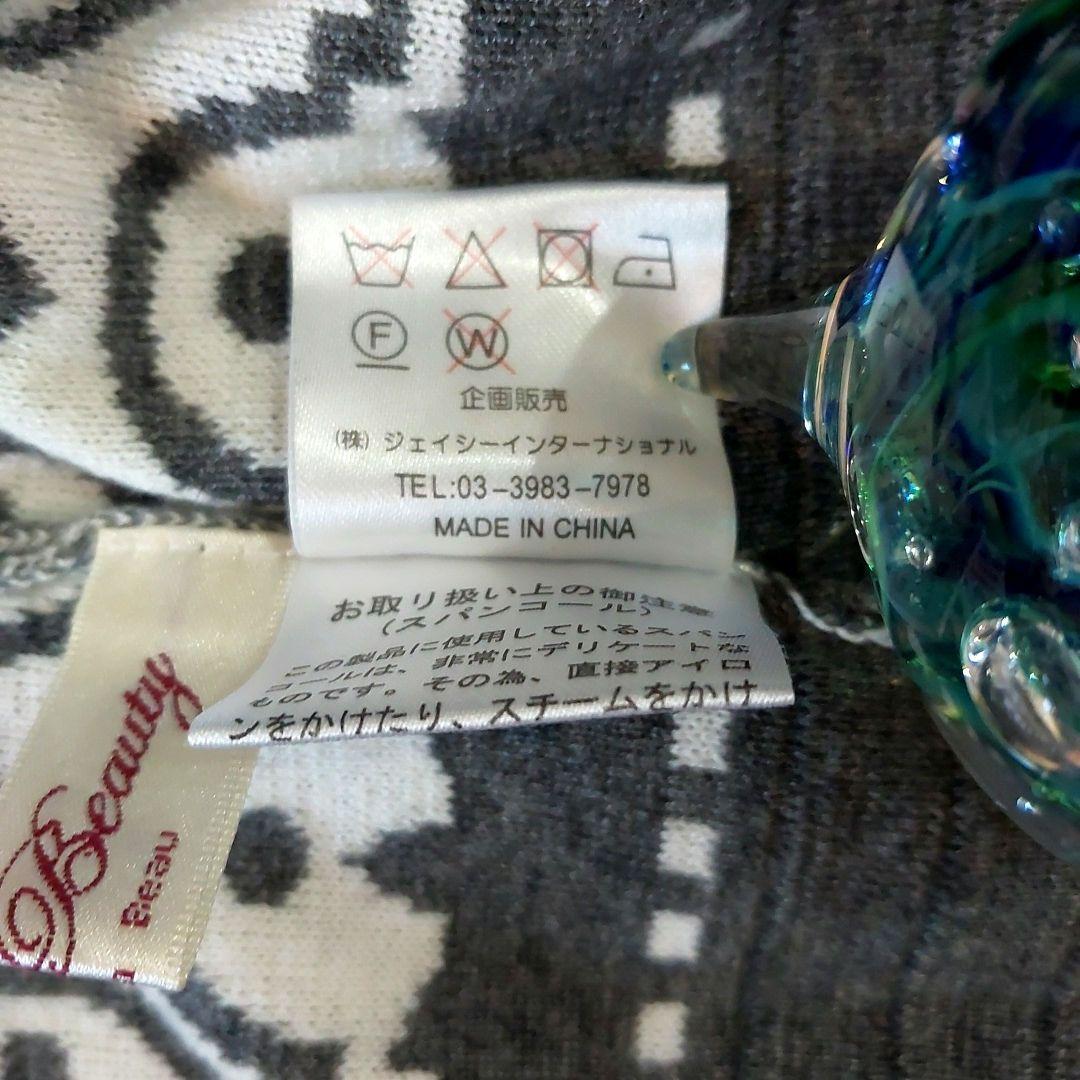 F
W
企画販売
(株) ジェイシーインターナショナル
TEL:03-3983-7978
MADE IN CHINA
お取り扱い上の御注意
(スパンコール)
この製品に使用しているスパン
コールは、非常にデリケートな
ものです。その為、直接アイロ
ンをかけたり、スチームをかけ
Beauty
Beau